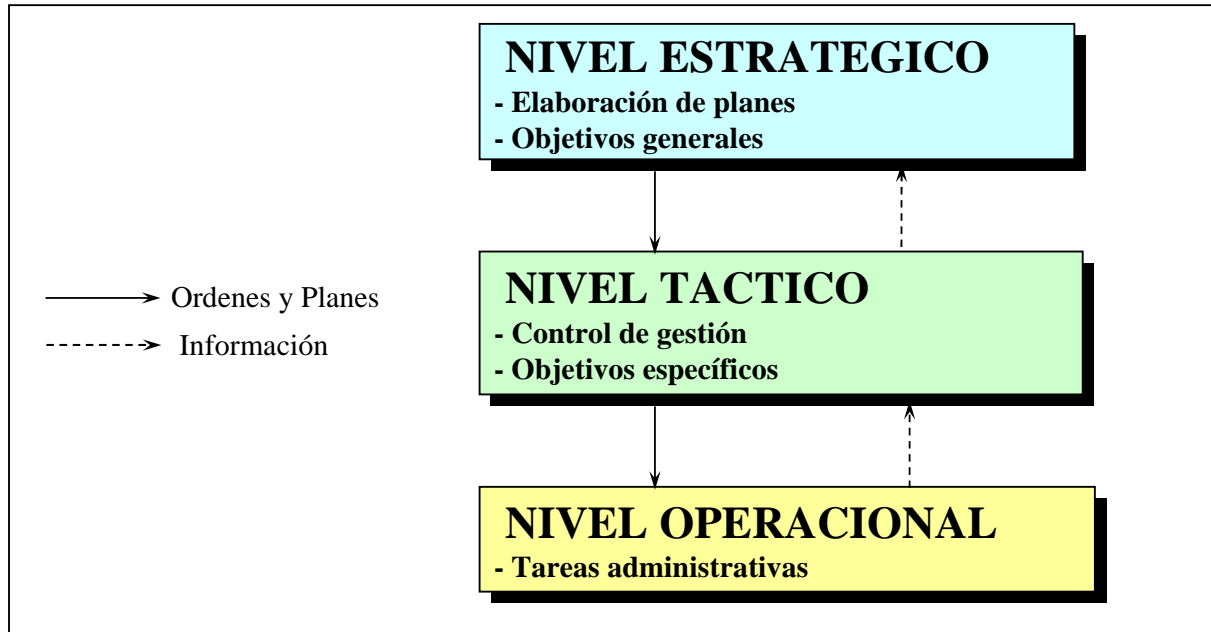 NIVEL ESTRATEGICO
- Elaboración de planes
- Objetivos generales
NIVEL TACTICO
- Control de gestión
- Objetivos específicos
Ordenes y Planes
Información
NIVEL OPERACIONAL
- Tareas administrativas